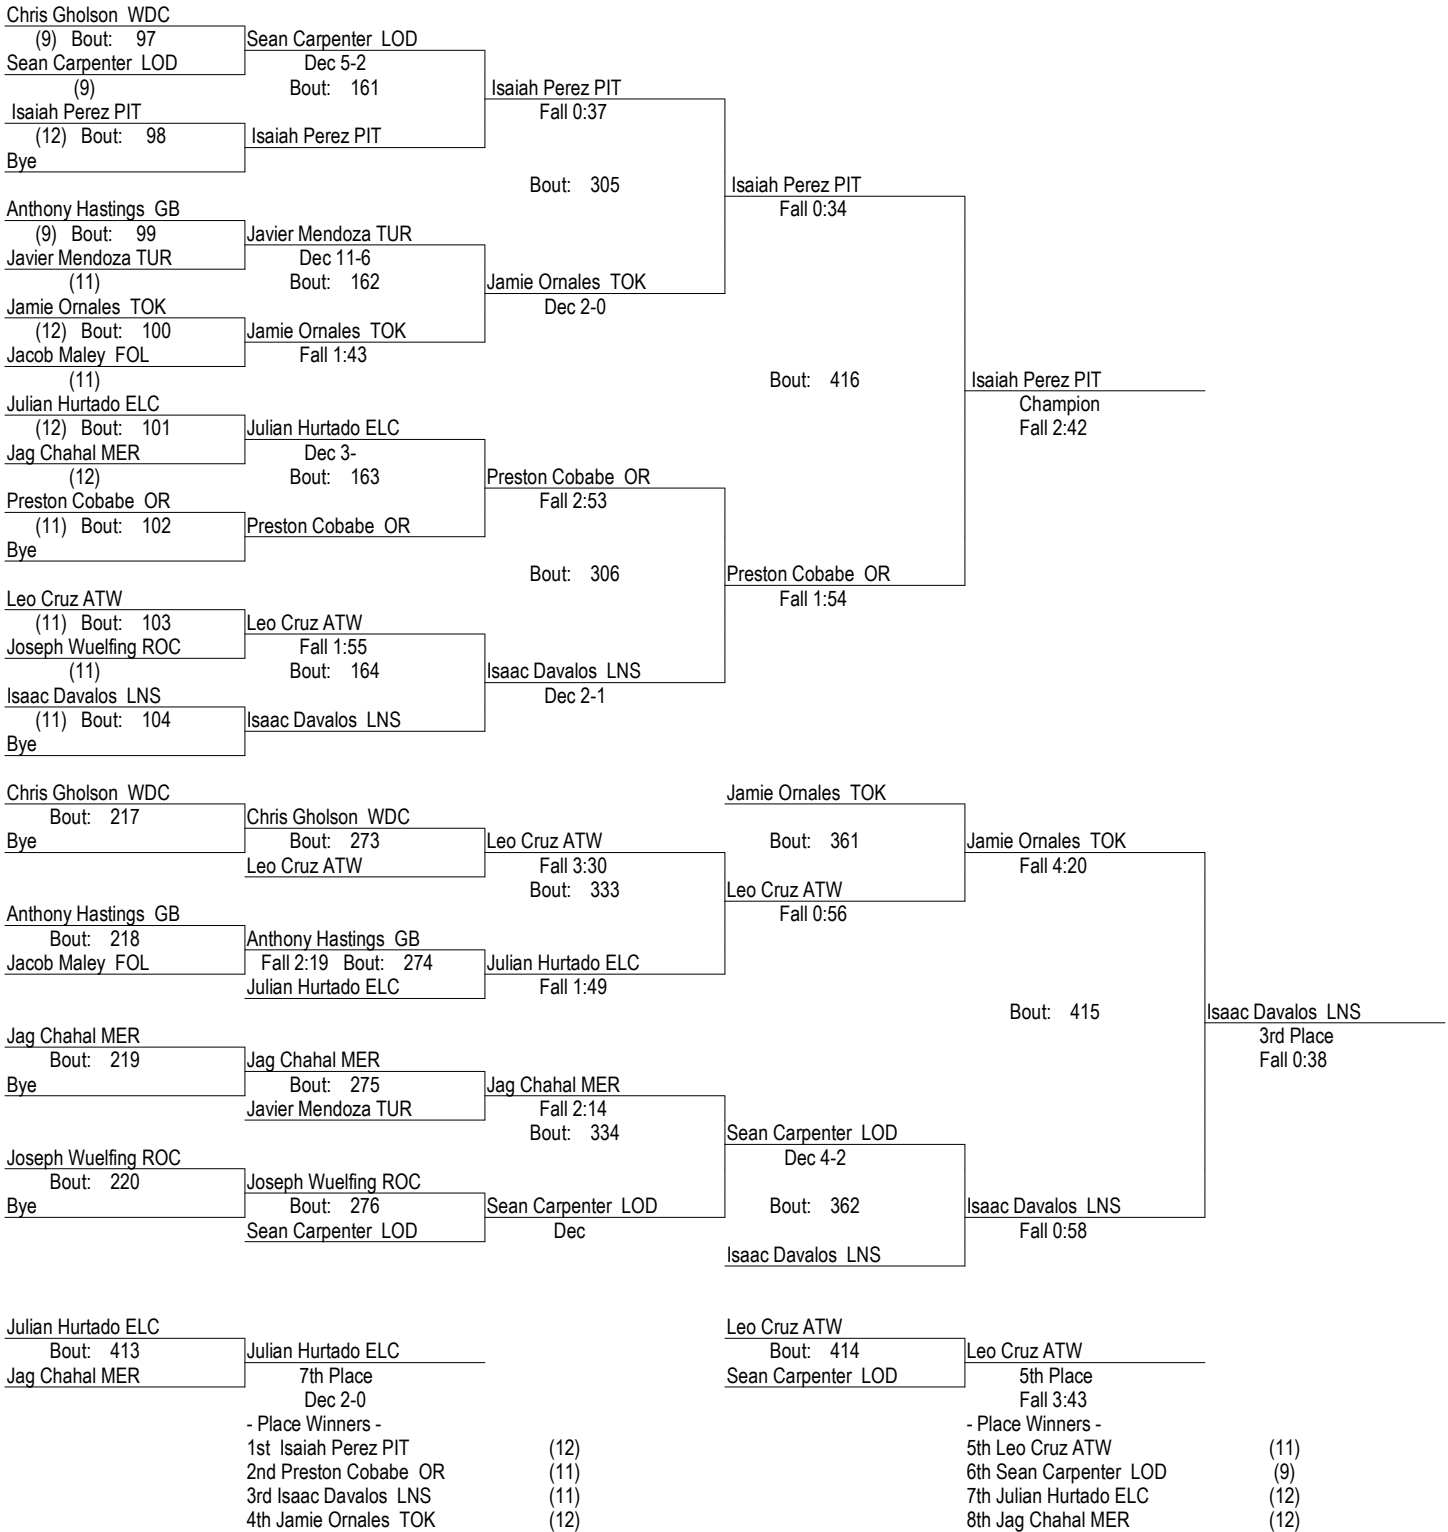 Chris Gholson WDC
(9) Bout: 97 Sean Carpenter LOD
Sean Carpenter LOD Dec 5-2
(9) Bout: 161 Isaiah Perez PIT
Isaiah Perez PIT Fall 0:37
(12) Bout: 98 Isaiah Perez PIT
Bye
Bout: 305 Isaiah Perez PIT
Anthony Hastings GB Fall 0:34
(9) Bout: 99 Javier Mendoza TUR
Javier Mendoza TUR Dec 11-6
(11) Bout: 162 Jamie Ornales TOK
Jamie Ornales TOK Dec 2-0
(12) Bout: 100 Jamie Ornales TOK
Jacob Maley FOL Fall 1:43
(11) Bout: 416 Isaiah Perez PIT
Julian Hurtado ELC Champion
(12) Bout: 101 Julian Hurtado ELC Fall 2:42
Jag Chahal MER Dec 3-
(12) Bout: 163 Preston Cobabe OR
Preston Cobabe OR Fall 2:53
(11) Bout: 102 Preston Cobabe OR
Bye
Bout: 306 Preston Cobabe OR
Leo Cruz ATW Fall 1:54
(11) Bout: 103 Leo Cruz ATW
Joseph Wuelfing ROC Fall 1:55
(11) Bout: 164 Isaac Davalos LNS
Isaac Davalos LNS Dec 2-1
(11) Bout: 104 Isaac Davalos LNS
Bye
Chris Gholson WDC Jamie Ornales TOK
Bout: 217 Chris Gholson WDC
Bye Bout: 273 Leo Cruz ATW Bout: 361 Jamie Ornales TOK
Leo Cruz ATW Fall 3:30 Fall 4:20
Bout: 333 Leo Cruz ATW
Anthony Hastings GB Fall 0:56
Bout: 218 Anthony Hastings GB
Jacob Maley FOL Fall 2:19 Bout: 274 Julian Hurtado ELC
Julian Hurtado ELC Fall 1:49
Bout: 415 Isaac Davalos LNS
Jag Chahal MER 3rd Place
Bout: 219 Jag Chahal MER Fall 0:38
Bye Bout: 275 Jag Chahal MER
Javier Mendoza TUR Fall 2:14
Bout: 334 Sean Carpenter LOD
Joseph Wuelfing ROC Dec 4-2
Bout: 220 Joseph Wuelfing ROC
Bye Bout: 276 Sean Carpenter LOD Bout: 362 Isaac Davalos LNS
Sean Carpenter LOD Dec Fall 0:58
Isaac Davalos LNS
Julian Hurtado ELC Leo Cruz ATW
Bout: 413 Julian Hurtado ELC Bout: 414 Leo Cruz ATW
Jag Chahal MER 7th Place Sean Carpenter LOD 5th Place
Dec 2-0 Fall 3:43
- Place Winners - - Place Winners -
1st Isaiah Perez PIT (12) 5th Leo Cruz ATW (11)
2nd Preston Cobabe OR (11) 6th Sean Carpenter LOD (9)
3rd Isaac Davalos LNS (11) 7th Julian Hurtado ELC (12)
4th Jamie Ornales TOK (12) 8th Jag Chahal MER (12)